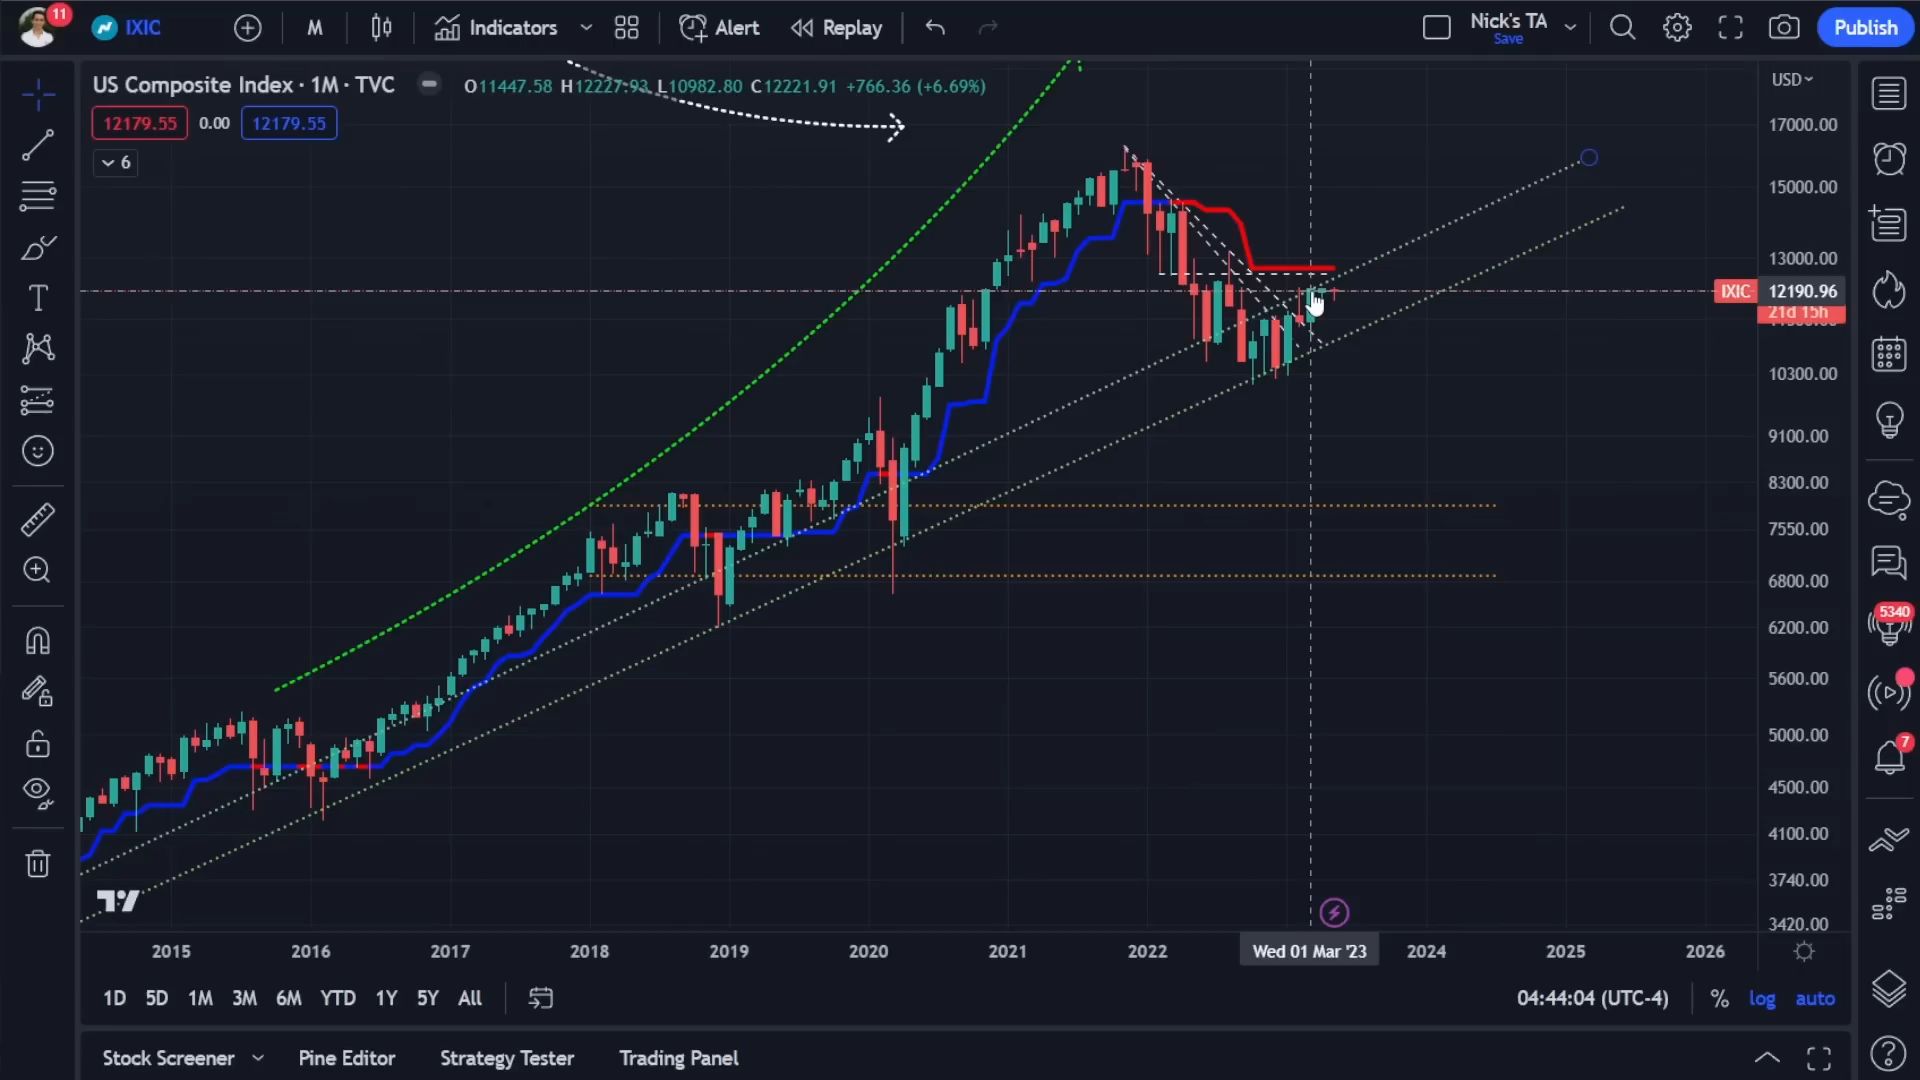 11
IXIC
M
Indicators
Alert
Replay
Nick's TA
Save
Publish
US Composite Index · 1M · TVC
O11447.58 H12227.93 L10982.80 C12221.91 +766.36 (+6.69%)
12179.55 0.00 12179.55
6
USD
17000.00
15000.00
13000.00
IXIC 12190.96
21d 15h
10300.00
9100.00
8300.00
7550.00
6800.00
6200.00
5600.00
5000.00
4500.00
4100.00
3740.00
3420.00
5340
7
2015 2016 2017 2018 2019 2020 2021 2022 Wed 01 Mar '23 2024 2025 2026
1D 5D 1M 3M 6M YTD 1Y 5Y All
04:44:04 (UTC-4) % log auto
Stock Screener Pine Editor Strategy Tester Trading Panel